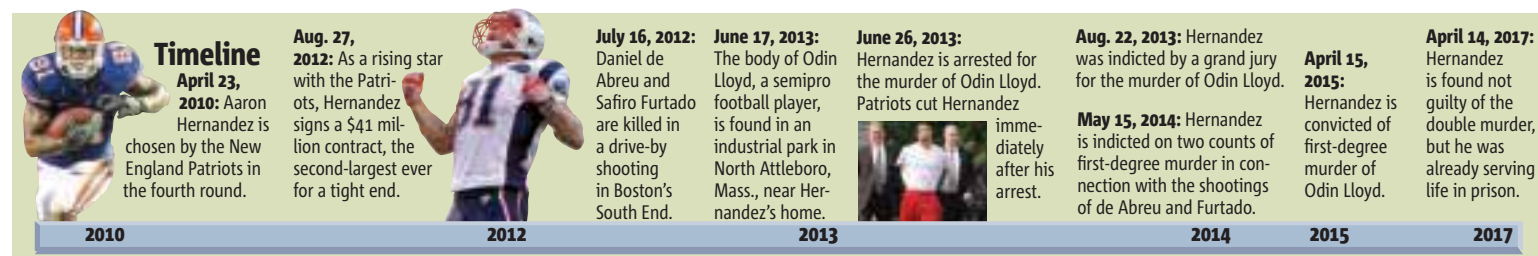 Timeline
April 23,
2010: Aaron
Hernandez is
chosen by the New
England Patriots in
the fourth round.
Aug. 27,
2012: As a rising star
with the Patri-
ots, Hernandez
signs a $41 mil-
lion contract, the
second-largest ever
for a tight end.
July 16, 2012:
Daniel de
Abreu and
Safiro Furtado
are killed in
a drive-by
shooting
in Boston's
South End.
June 17, 2013:
The body of Odin
Lloyd, a semipro
football player,
is found in an
industrial park in
North Attleboro,
Mass., near Her-
nandez's home.
June 26, 2013:
Hernandez is arrested for
the murder of Odin Lloyd.
Patriots cut Hernandez
imme-
diately
after his
arrest.
Aug. 22, 2013: Hernandez
was indicted by a grand jury
for the murder of Odin Lloyd.
May 15, 2014: Hernandez
is indicted on two counts of
first-degree murder in con-
nection with the shootings
of de Abreu and Furtado.
April 15,
2015:
Hernandez is
convicted of
first-degree
murder of
Odin Lloyd.
April 14, 2017:
Hernandez
is found not
guilty of the
double murder,
but he was
already serving
life in prison.
81
81
2010
2012
2013
2014
2015
2017